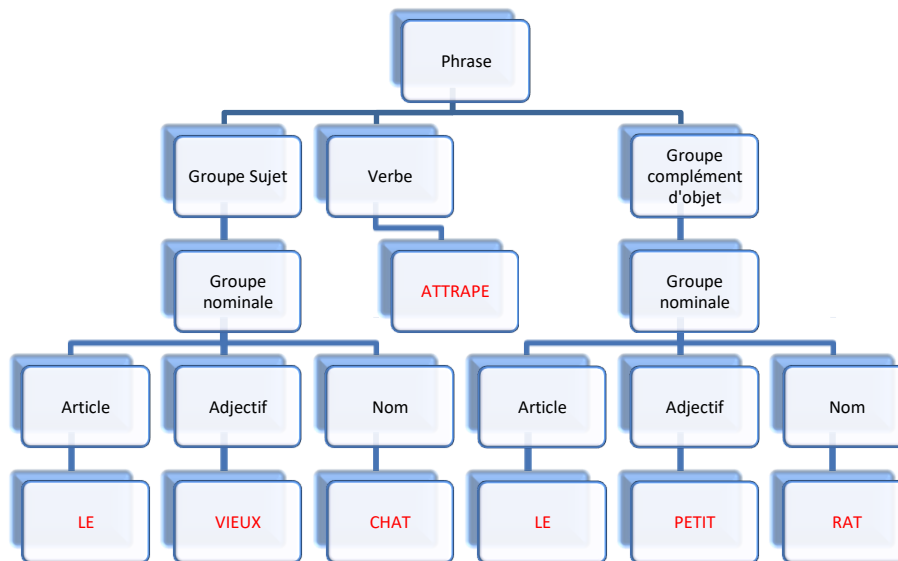 Phrase
Groupe Sujet
Verbe
Groupe
complément
d'objet
Groupe
nominale
ATTRAPE
Groupe
nominale
Article
Adjectif
Nom
Article
Adjectif
Nom
LE
VIEUX
CHAT
LE
PETIT
RAT